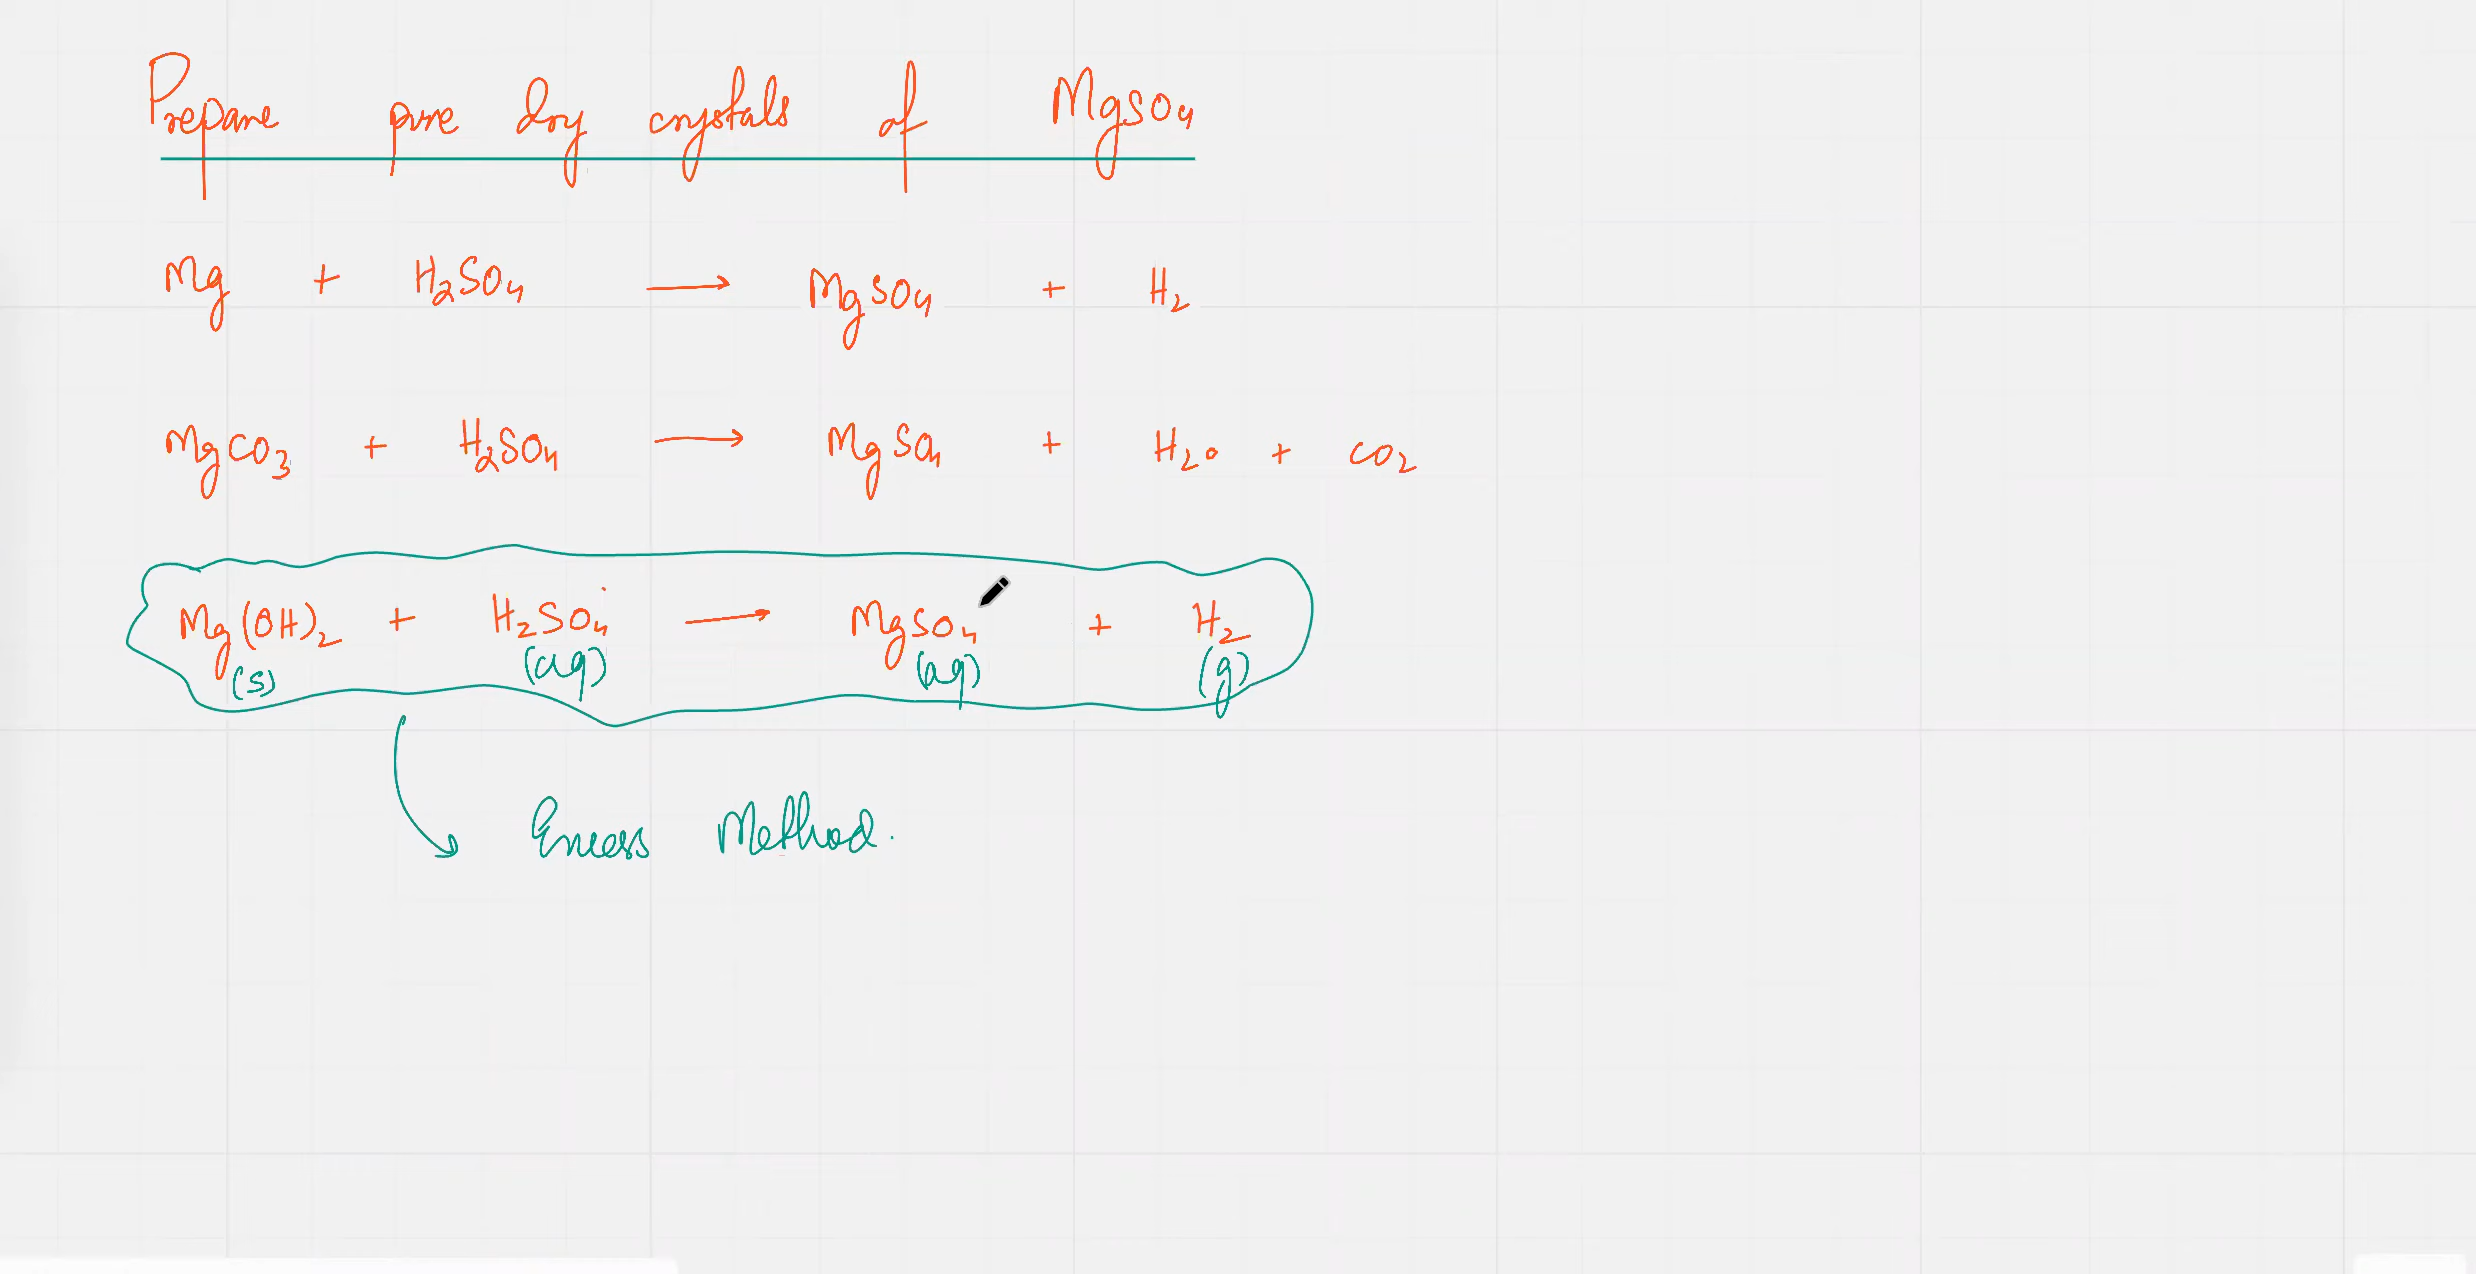 Prepare pure dry crystals of MgSO4
Mg + H2SO4 → MgSO4 + H2
MgCO3 + H2SO4 → MgSO4 + H2O + CO2
Mg(OH)2 + H2SO4 → MgSO4 + H2
(s) (aq) (aq) (g)
Excess Method.